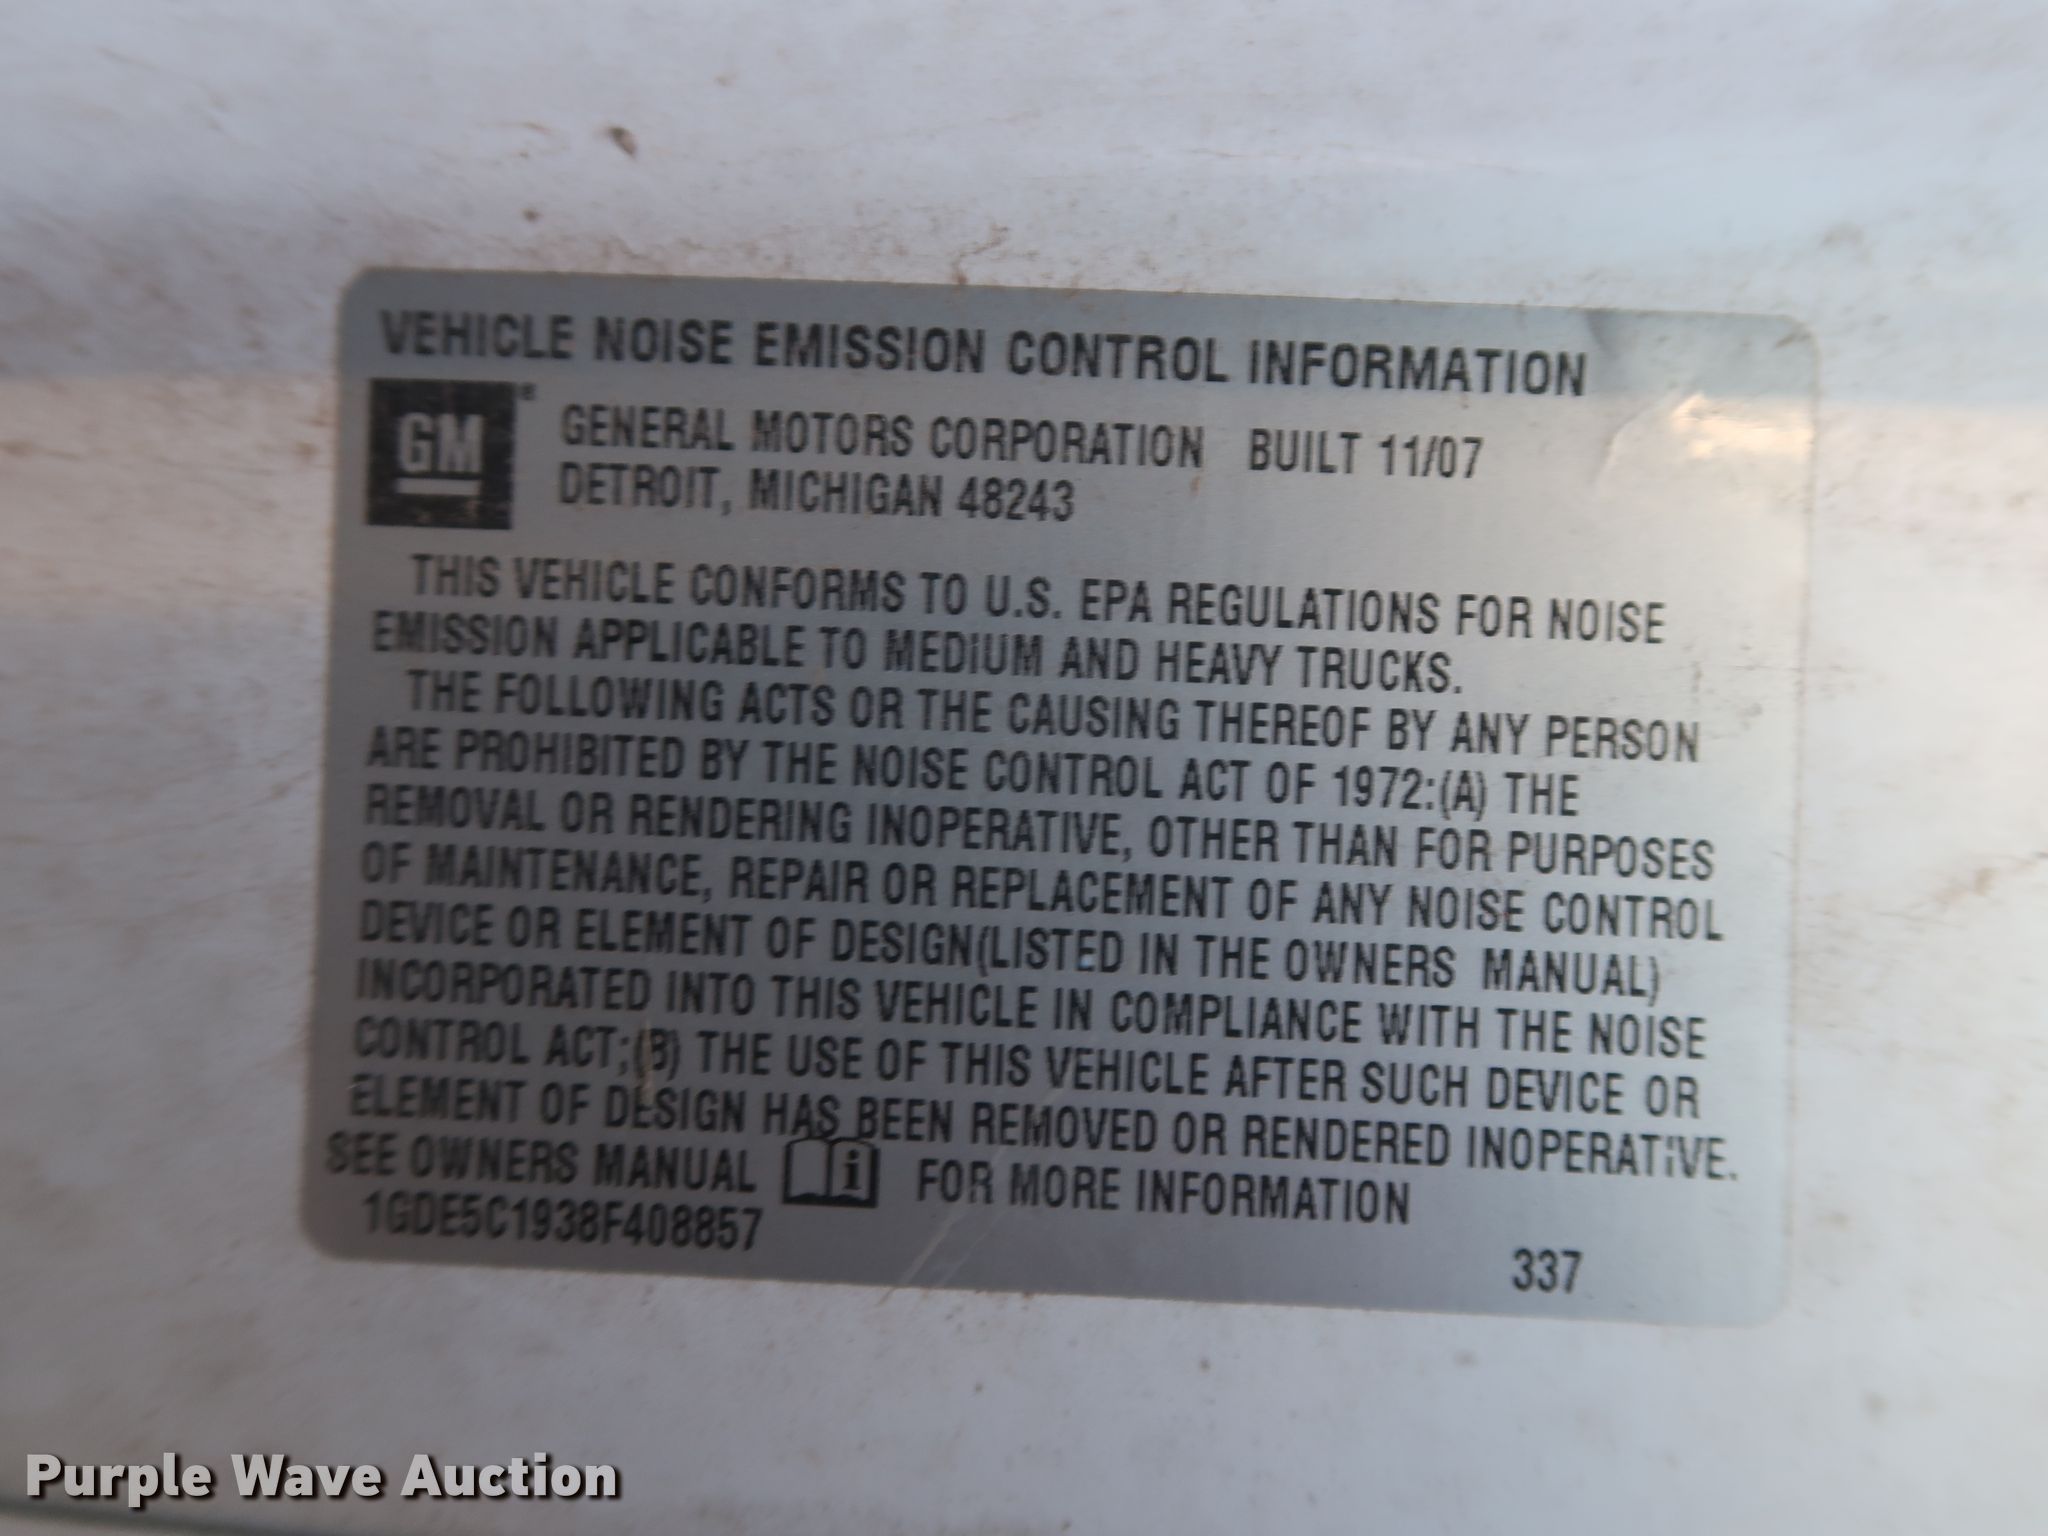 VEHICLE NOISE EMISSION CONTROL INFORMATION
GM®
GENERAL MOTORS CORPORATION BUILT 11/07
DETROIT, MICHIGAN 48243
THIS VEHICLE CONFORMS TO U.S. EPA REGULATIONS FOR NOISE
EMISSION APPLICABLE TO MEDIUM AND HEAVY TRUCKS.
THE FOLLOWING ACTS OR THE CAUSING THEREOF BY ANY PERSON
ARE PROHIBITED BY THE NOISE CONTROL ACT OF 1972:(A) THE
REMOVAL OR RENDERING INOPERATIVE, OTHER THAN FOR PURPOSES
OF MAINTENANCE, REPAIR OR REPLACEMENT OF ANY NOISE CONTROL
DEVICE OR ELEMENT OF DESIGN(LISTED IN THE OWNERS MANUAL)
INCORPORATED INTO THIS VEHICLE IN COMPLIANCE WITH THE NOISE
CONTROL ACT;(B) THE USE OF THIS VEHICLE AFTER SUCH DEVICE OR
ELEMENT OF DESIGN HAS BEEN REMOVED OR RENDERED INOPERATIVE.
SEE OWNERS MANUAL i FOR MORE INFORMATION
1GDE5C1938F408857
337
Purple Wave Auction